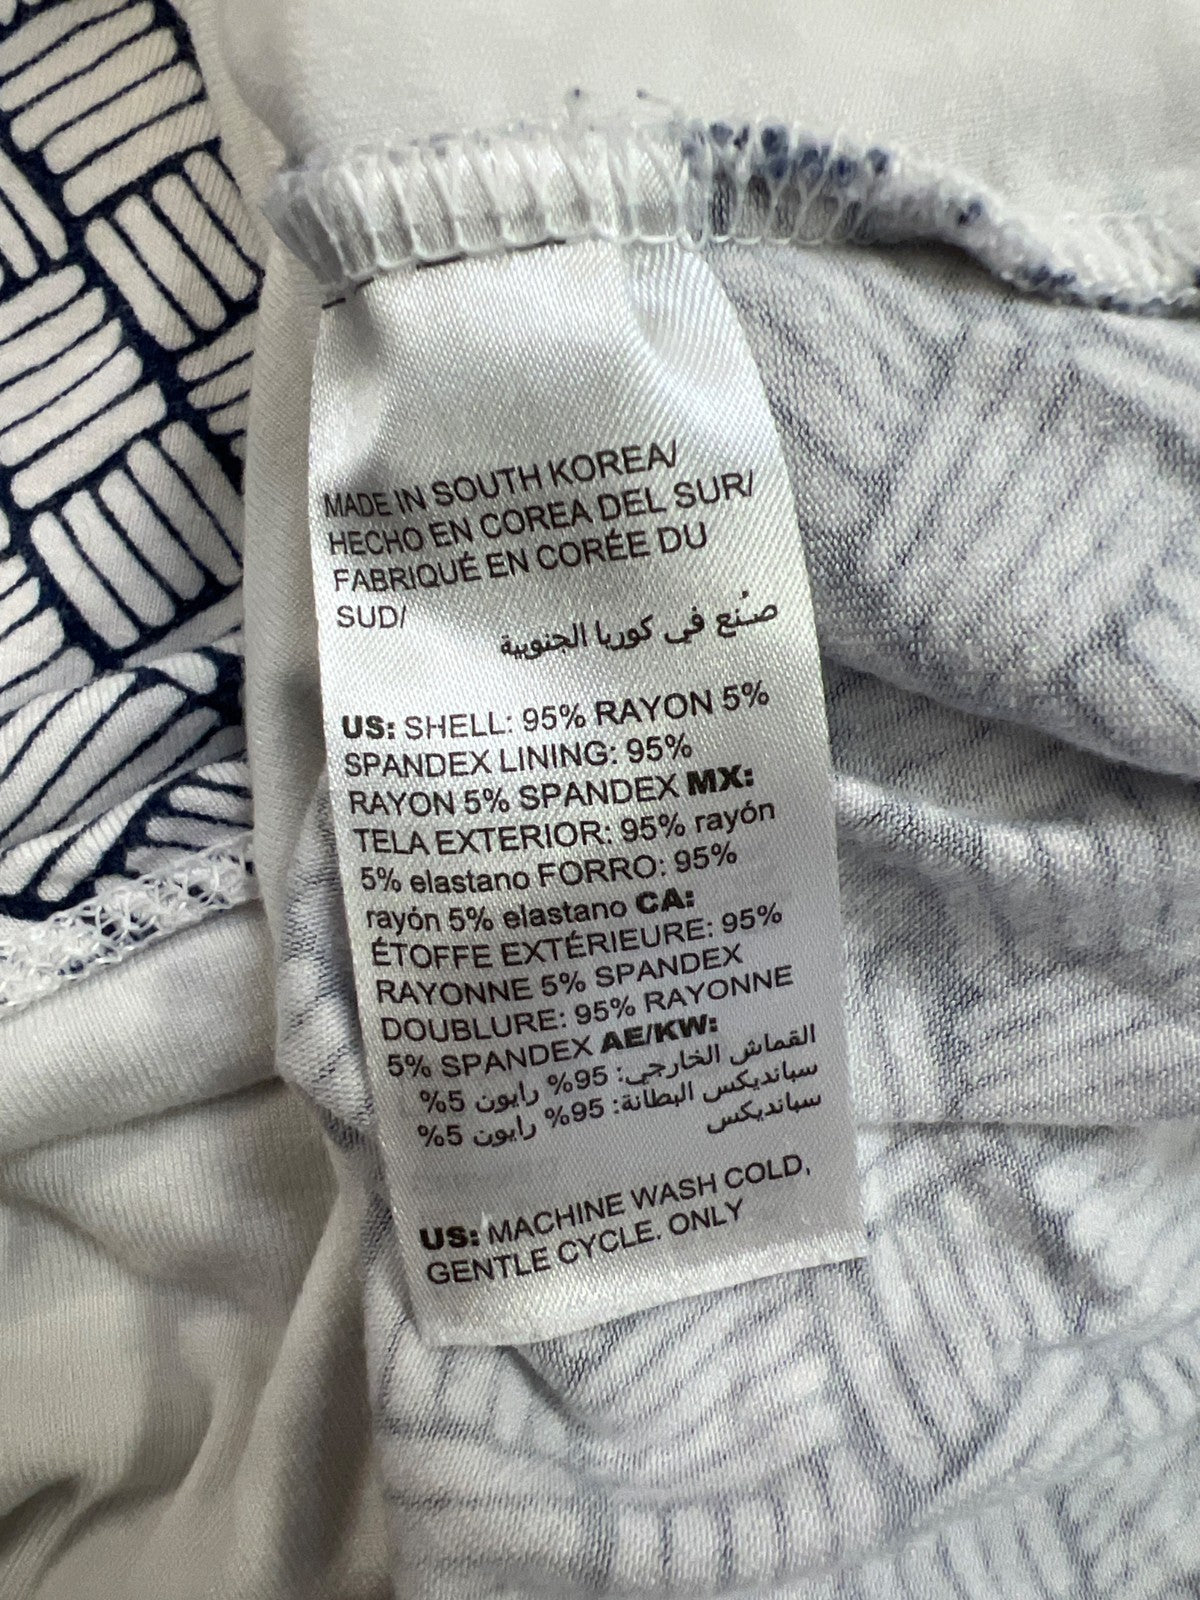 MADE IN SOUTH KOREA/
HECHO EN COREA DEL SUR/
FABRIQUÉ EN CORÉE DU
SUD/
صُنع في كوريا الجنوبية
US: SHELL: 95% RAYON 5%
SPANDEX LINING: 95%
RAYON 5% SPANDEX MX:
TELA EXTERIOR: 95% rayón
5% elastano FORRO: 95%
rayón 5% elastano CA:
ÉTOFFE EXTÉRIEURE: 95%
RAYONNE 5% SPANDEX
DOUBLURE: 95% RAYONNE
5% SPANDEX AE/KW:
القماش الخارجي: 95% رايون 5%
سبانديكس البطانة: 95% رايون 5%
سبانديكس
US: MACHINE WASH COLD,
GENTLE CYCLE. ONLY